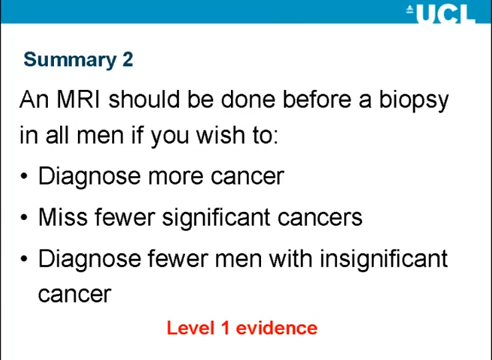 UCL
Summary 2
An MRI should be done before a biopsy
in all men if you wish to:
• Diagnose more cancer
• Miss fewer significant cancers
• Diagnose fewer men with insignificant
cancer
Level 1 evidence